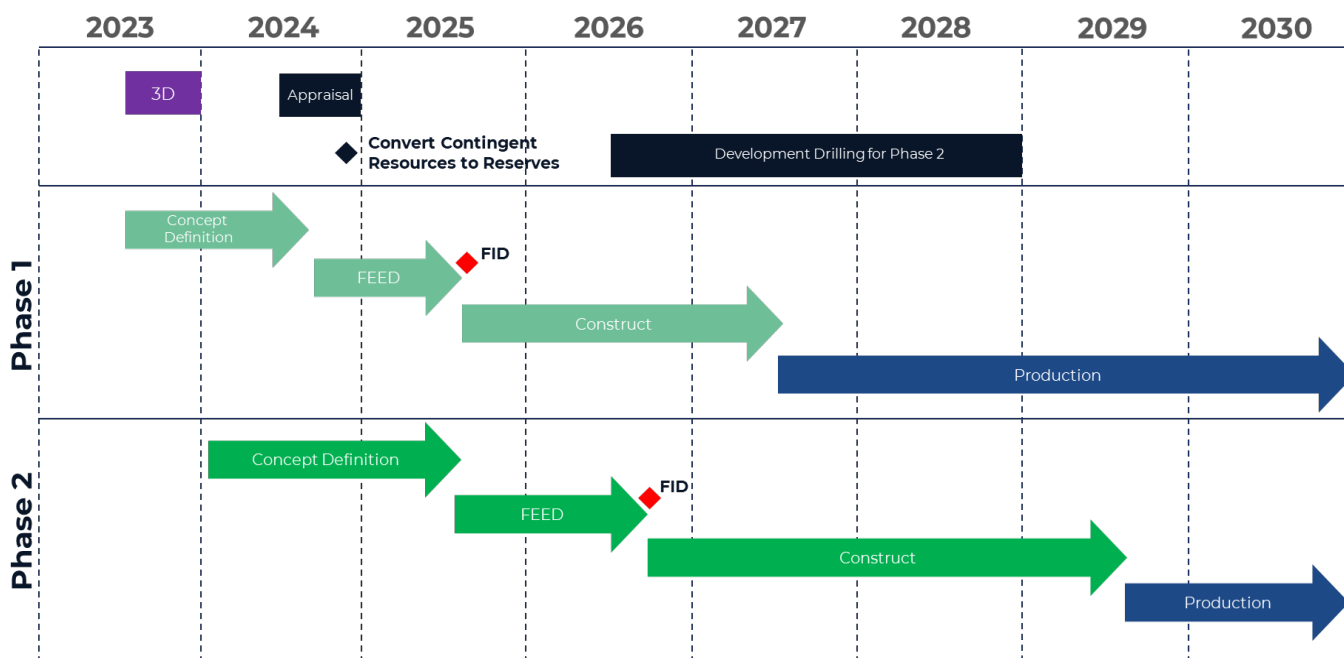 2023 2024 2025 2026 2027 2028 2029 2030
3D
Appraisal
Convert Contingent
Resources to Reserves
Development Drilling for Phase 2
Phase 1
Concept
Definition
FID
FEED
Construct
Production
Phase 2
Concept Definition
FID
FEED
Construct
Production